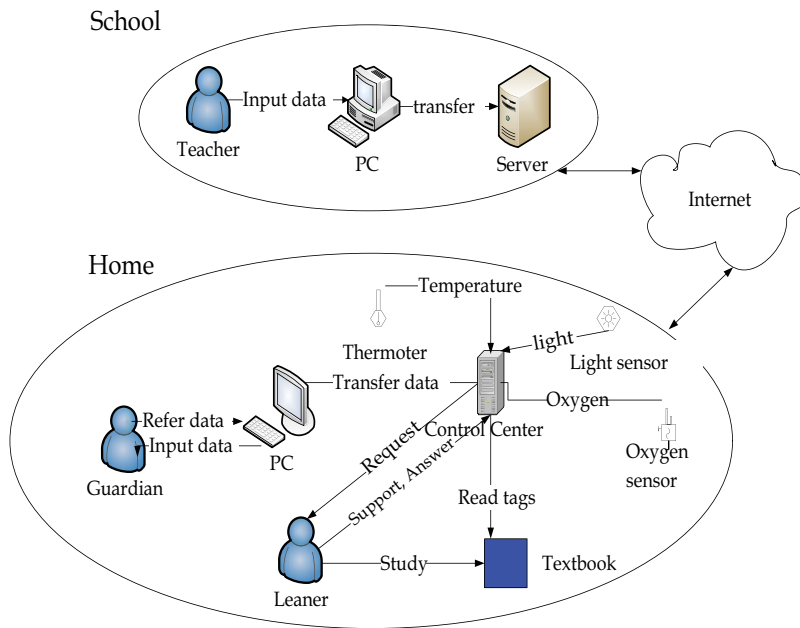 School
Input data
transfer
Teacher
PC
Server
Internet
Home
Temperature
light
Thermoter
Light sensor
Transfer data
Oxygen
Refer data
Input data
PC
Control Center
Request
Support, Answer
Guardian
Oxygen
sensor
Read tags
Study
Textbook
Leaner